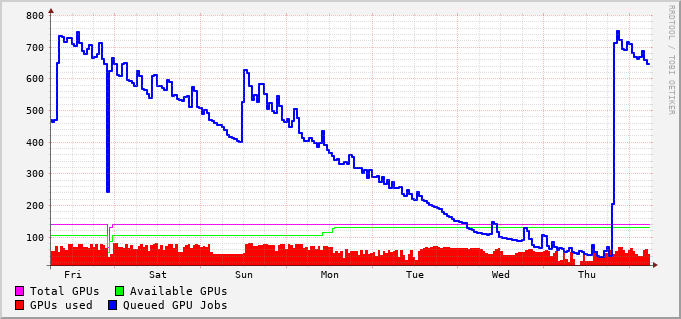 800
700
600
500
400
300
200
100
Fri Sat Sun Mon Tue Wed Thu
Total GPUs Available GPUs
GPUs used Queued GPU Jobs
RRDTOOL / TOBI OETIKER